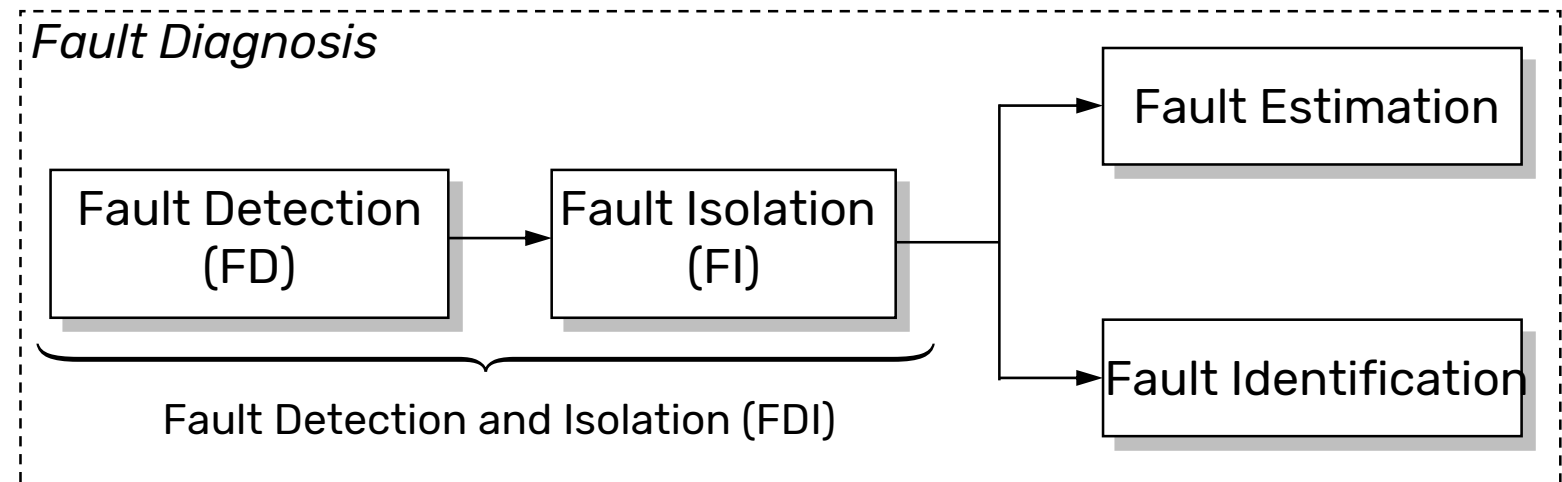 Fault Diagnosis
Fault Detection
(FD)
Fault Isolation
(FI)
Fault Estimation
Fault Identification
Fault Detection and Isolation (FDI)